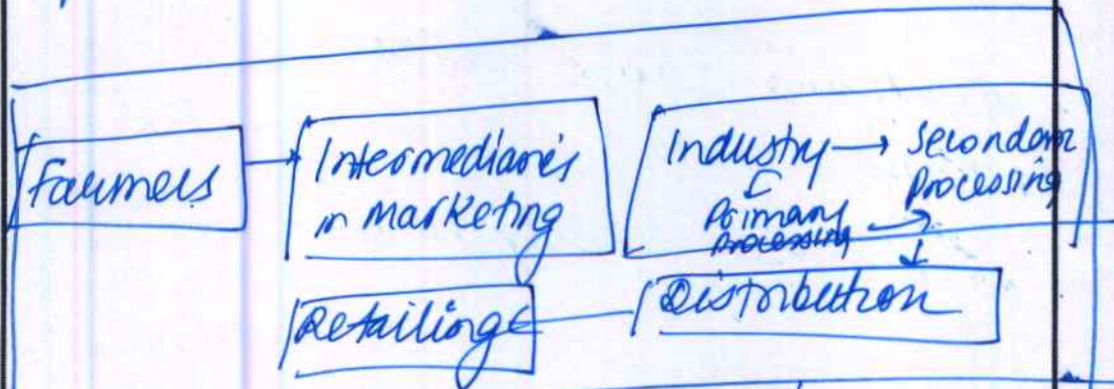 Farmers
Intermediaries
in marketing
Industry → Secondary
Processing
Primary
Processing
Distribution
Retailing